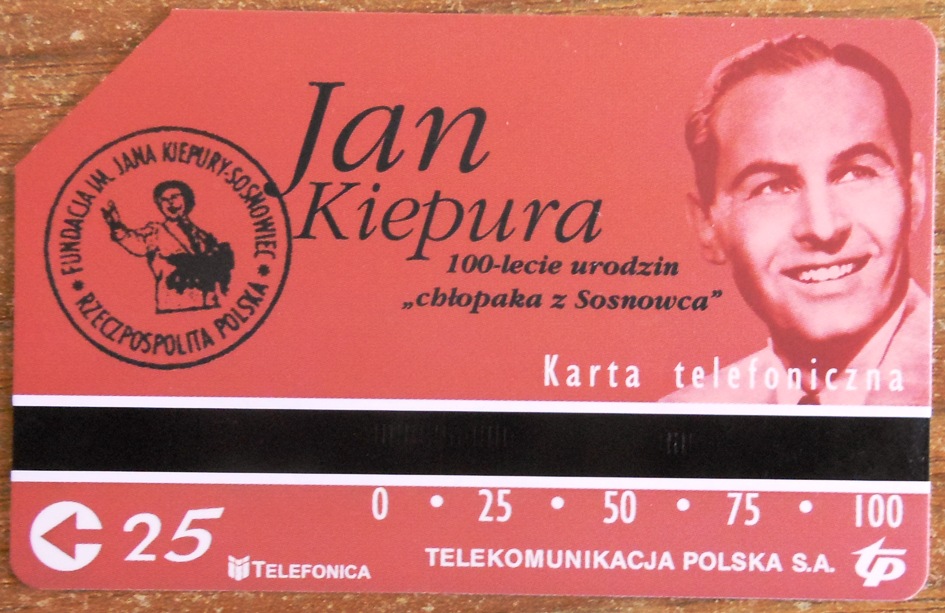 Jan
Kiepura
100-lecie urodzin
„chłopaka z Sosnowca”
FUNDACJA IM. JANA KIEPURY-SOSNOWIEC
* RZECZPOSPOLITA POLSKA *
Karta telefoniczna
0 • 25 • 50 • 75 • 100
25
TELEFONICA
TELEKOMUNIKACJA POLSKA S.A.
tp